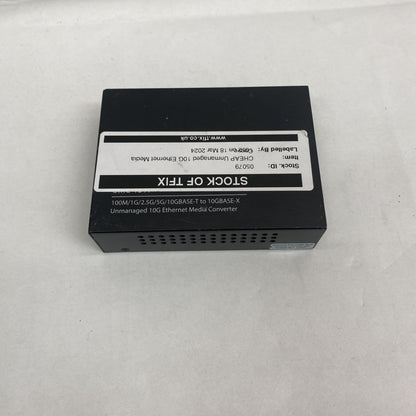 STOCK OF TFIX
Stock. ID: 05079
Item: CHEAP Unmanaged 10G Ethernet Media
Labelled By: on 18 Mar 2024
www.tfix.co.uk
100M/1G/2.5G/5G/10GBASE-T to 10GBASE-X
Unmanaged 10G Ethernet Media Converter